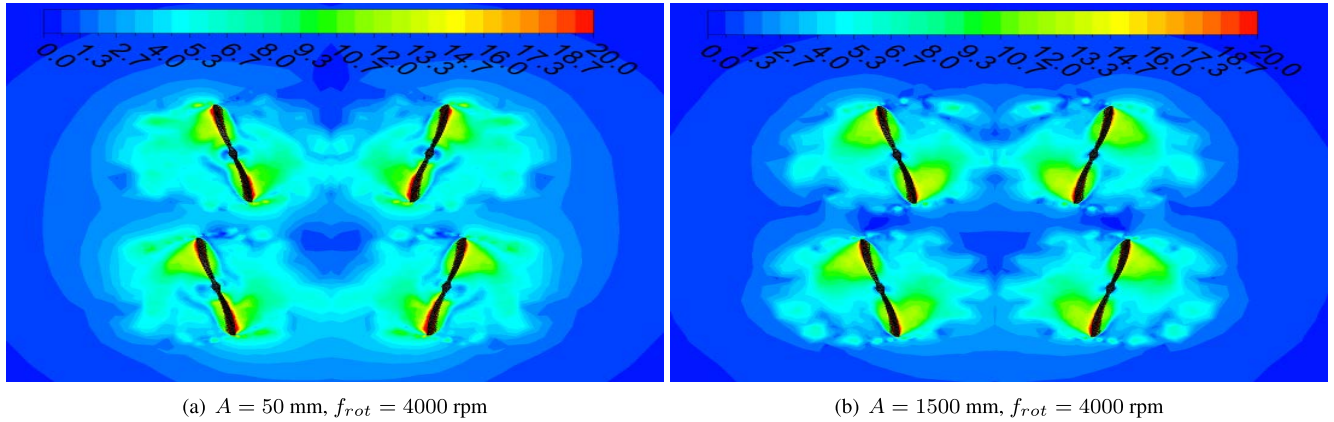 0.0 1.3 2.7 4.0 5.3 6.7 8.0 9.3 10.7 12.0 13.3 14.7 16.0 17.3 18.7 20.0
0.0 1.3 2.7 4.0 5.3 6.7 8.0 9.3 10.7 12.0 13.3 14.7 16.0 17.3 18.7 20.0
(a) A = 50 mm, f_rot = 4000 rpm
(b) A = 1500 mm, f_rot = 4000 rpm